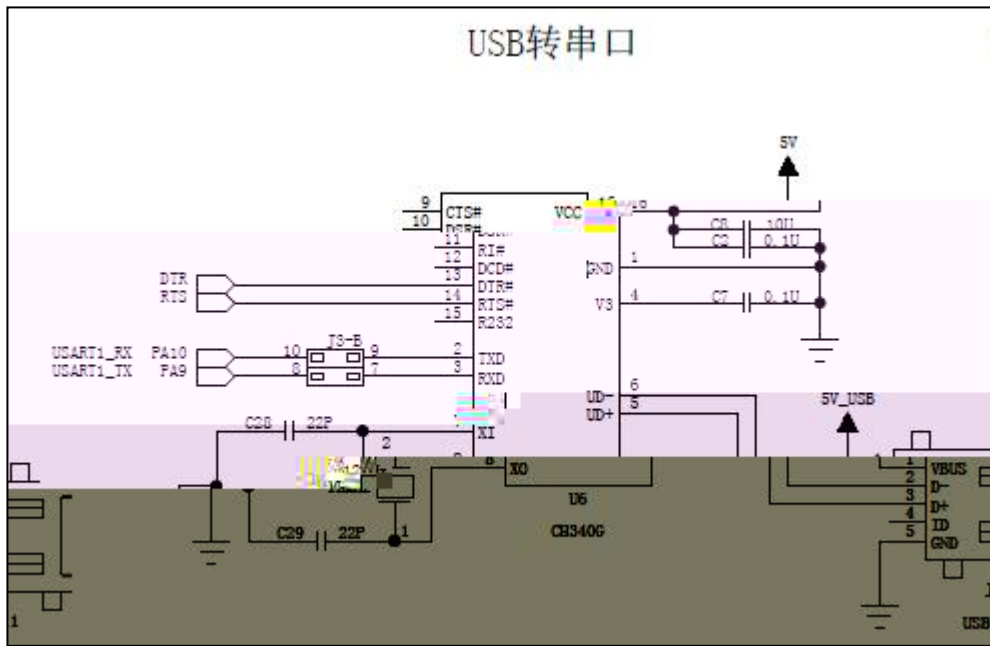 USB转串口
5V
9 CTS# VCC
10
C8 10U
11
C2 0.1U
12 RI#
DCD# GND 1
DTR 13 DTR#
RTS 14 RTS# V3 4 C7 0.1U
15 R232
J3-B
USART1_RX PA10 10 9 2 TXD
USART1_TX PA9 8 7 3 RXD
UD- 6
UD+ 5
5V_USB
C28 22P
XI
2
8 XO
1 VBUS
2 D-
3 D+
4 ID
5 GND
U6
CH340G
C29 22P 1
1
USB